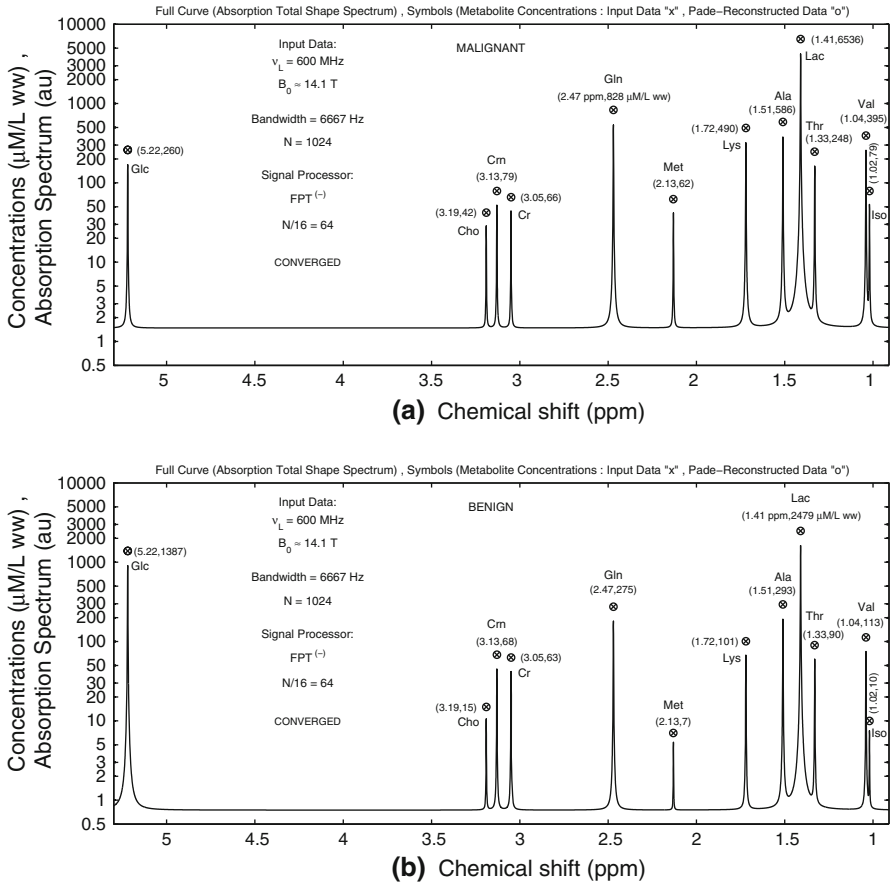 Full Curve (Absorption Total Shape Spectrum) , Symbols (Metabolite Concentrations : Input Data "x" , Pade−Reconstructed Data "o")
Concentrations (μM/L ww) ,
Absorption Spectrum (au)
10000
5000
3000
2000
1000
500
300
200
100
50
30
20
10
5
3
2
1
0.5
Input Data:
νL = 600 MHz
B0 ≃ 14.1 T
Bandwidth = 6667 Hz
N = 1024
Signal Processor:
FPT (−)
N/16 = 64
CONVERGED
MALIGNANT
(5.22,260)
Glc
(3.19,42)
Cho
Crn
(3.13,79)
(3.05,66)
Cr
Gln
(2.47 ppm,828 μM/L ww)
Met
(2.13,62)
(1.72,490)
Lys
Ala
(1.51,586)
(1.41,6536)
Lac
Thr
(1.33,248)
Val
(1.04,395)
(1.02,79)
Iso
5 4.5 4 3.5 3 2.5 2 1.5 1
(a) Chemical shift (ppm)
Full Curve (Absorption Total Shape Spectrum) , Symbols (Metabolite Concentrations : Input Data "x" , Pade−Reconstructed Data "o")
Concentrations (μM/L ww) ,
Absorption Spectrum (au)
10000
5000
3000
2000
1000
500
300
200
100
50
30
20
10
5
3
2
1
0.5
Input Data:
νL = 600 MHz
B0 ≃ 14.1 T
Bandwidth = 6667 Hz
N = 1024
Signal Processor:
FPT (−)
N/16 = 64
CONVERGED
BENIGN
(5.22,1387)
Glc
(3.19,15)
Cho
Crn
(3.13,68)
(3.05,63)
Cr
Gln
(2.47,275)
Met
(2.13,7)
(1.72,101)
Lys
Ala
(1.51,293)
Lac
(1.41 ppm,2479 μM/L ww)
Thr
(1.33,90)
Val
(1.04,113)
(1.02,10)
Iso
5 4.5 4 3.5 3 2.5 2 1.5 1
(b) Chemical shift (ppm)